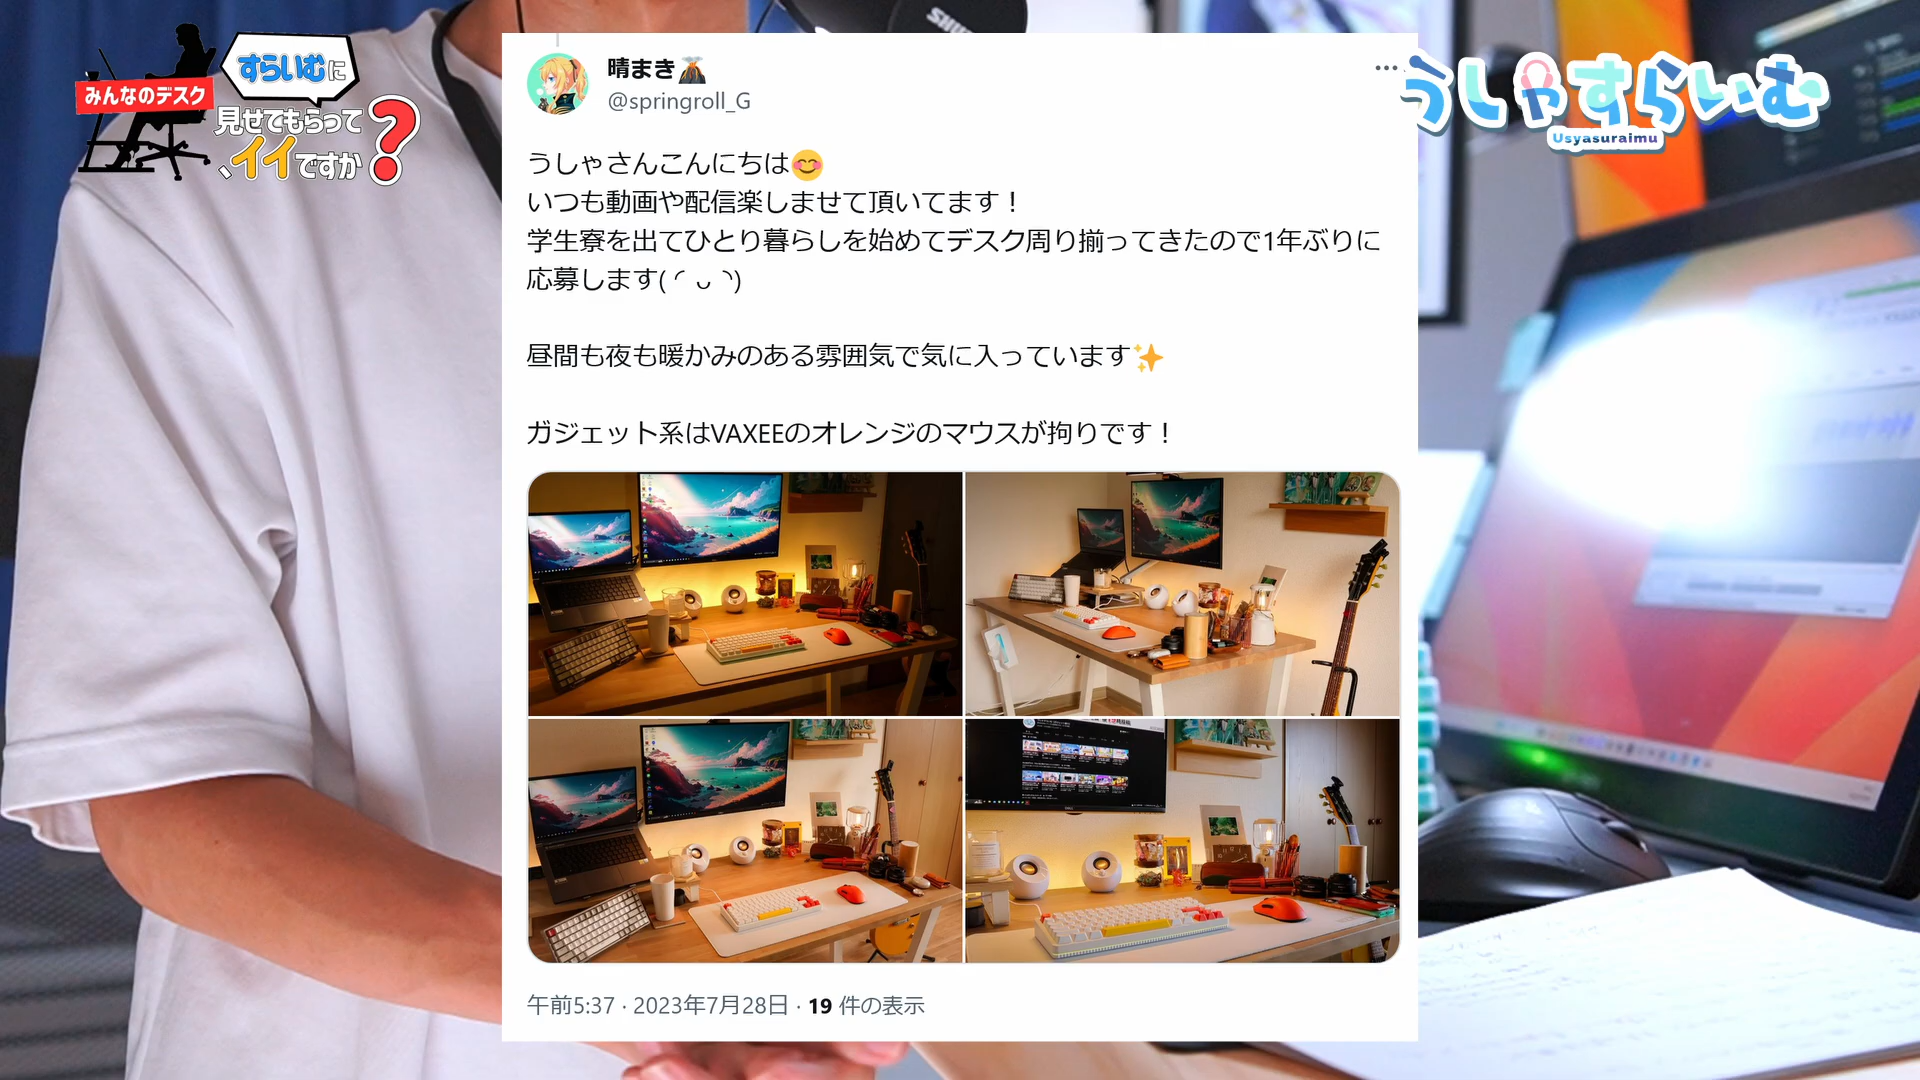 みんなのデスク
すらいむに
見せてもらって
、イイですか?
SHURE
うしゃすらいむ
Usyasuraimu
晴まき🌋
@springroll_G
うしゃさんこんにちは😊
いつも動画や配信楽しませて頂いてます！
学生寮を出てひとり暮らしを始めてデスク周り揃ってきたので1年ぶりに
応募します(◜ᴗ◝)
昼間も夜も暖かみのある雰囲気で気に入っています✨
ガジェット系はVAXEEのオレンジのマウスが拘りです！
午前5:37 · 2023年7月28日 · 19 件の表示